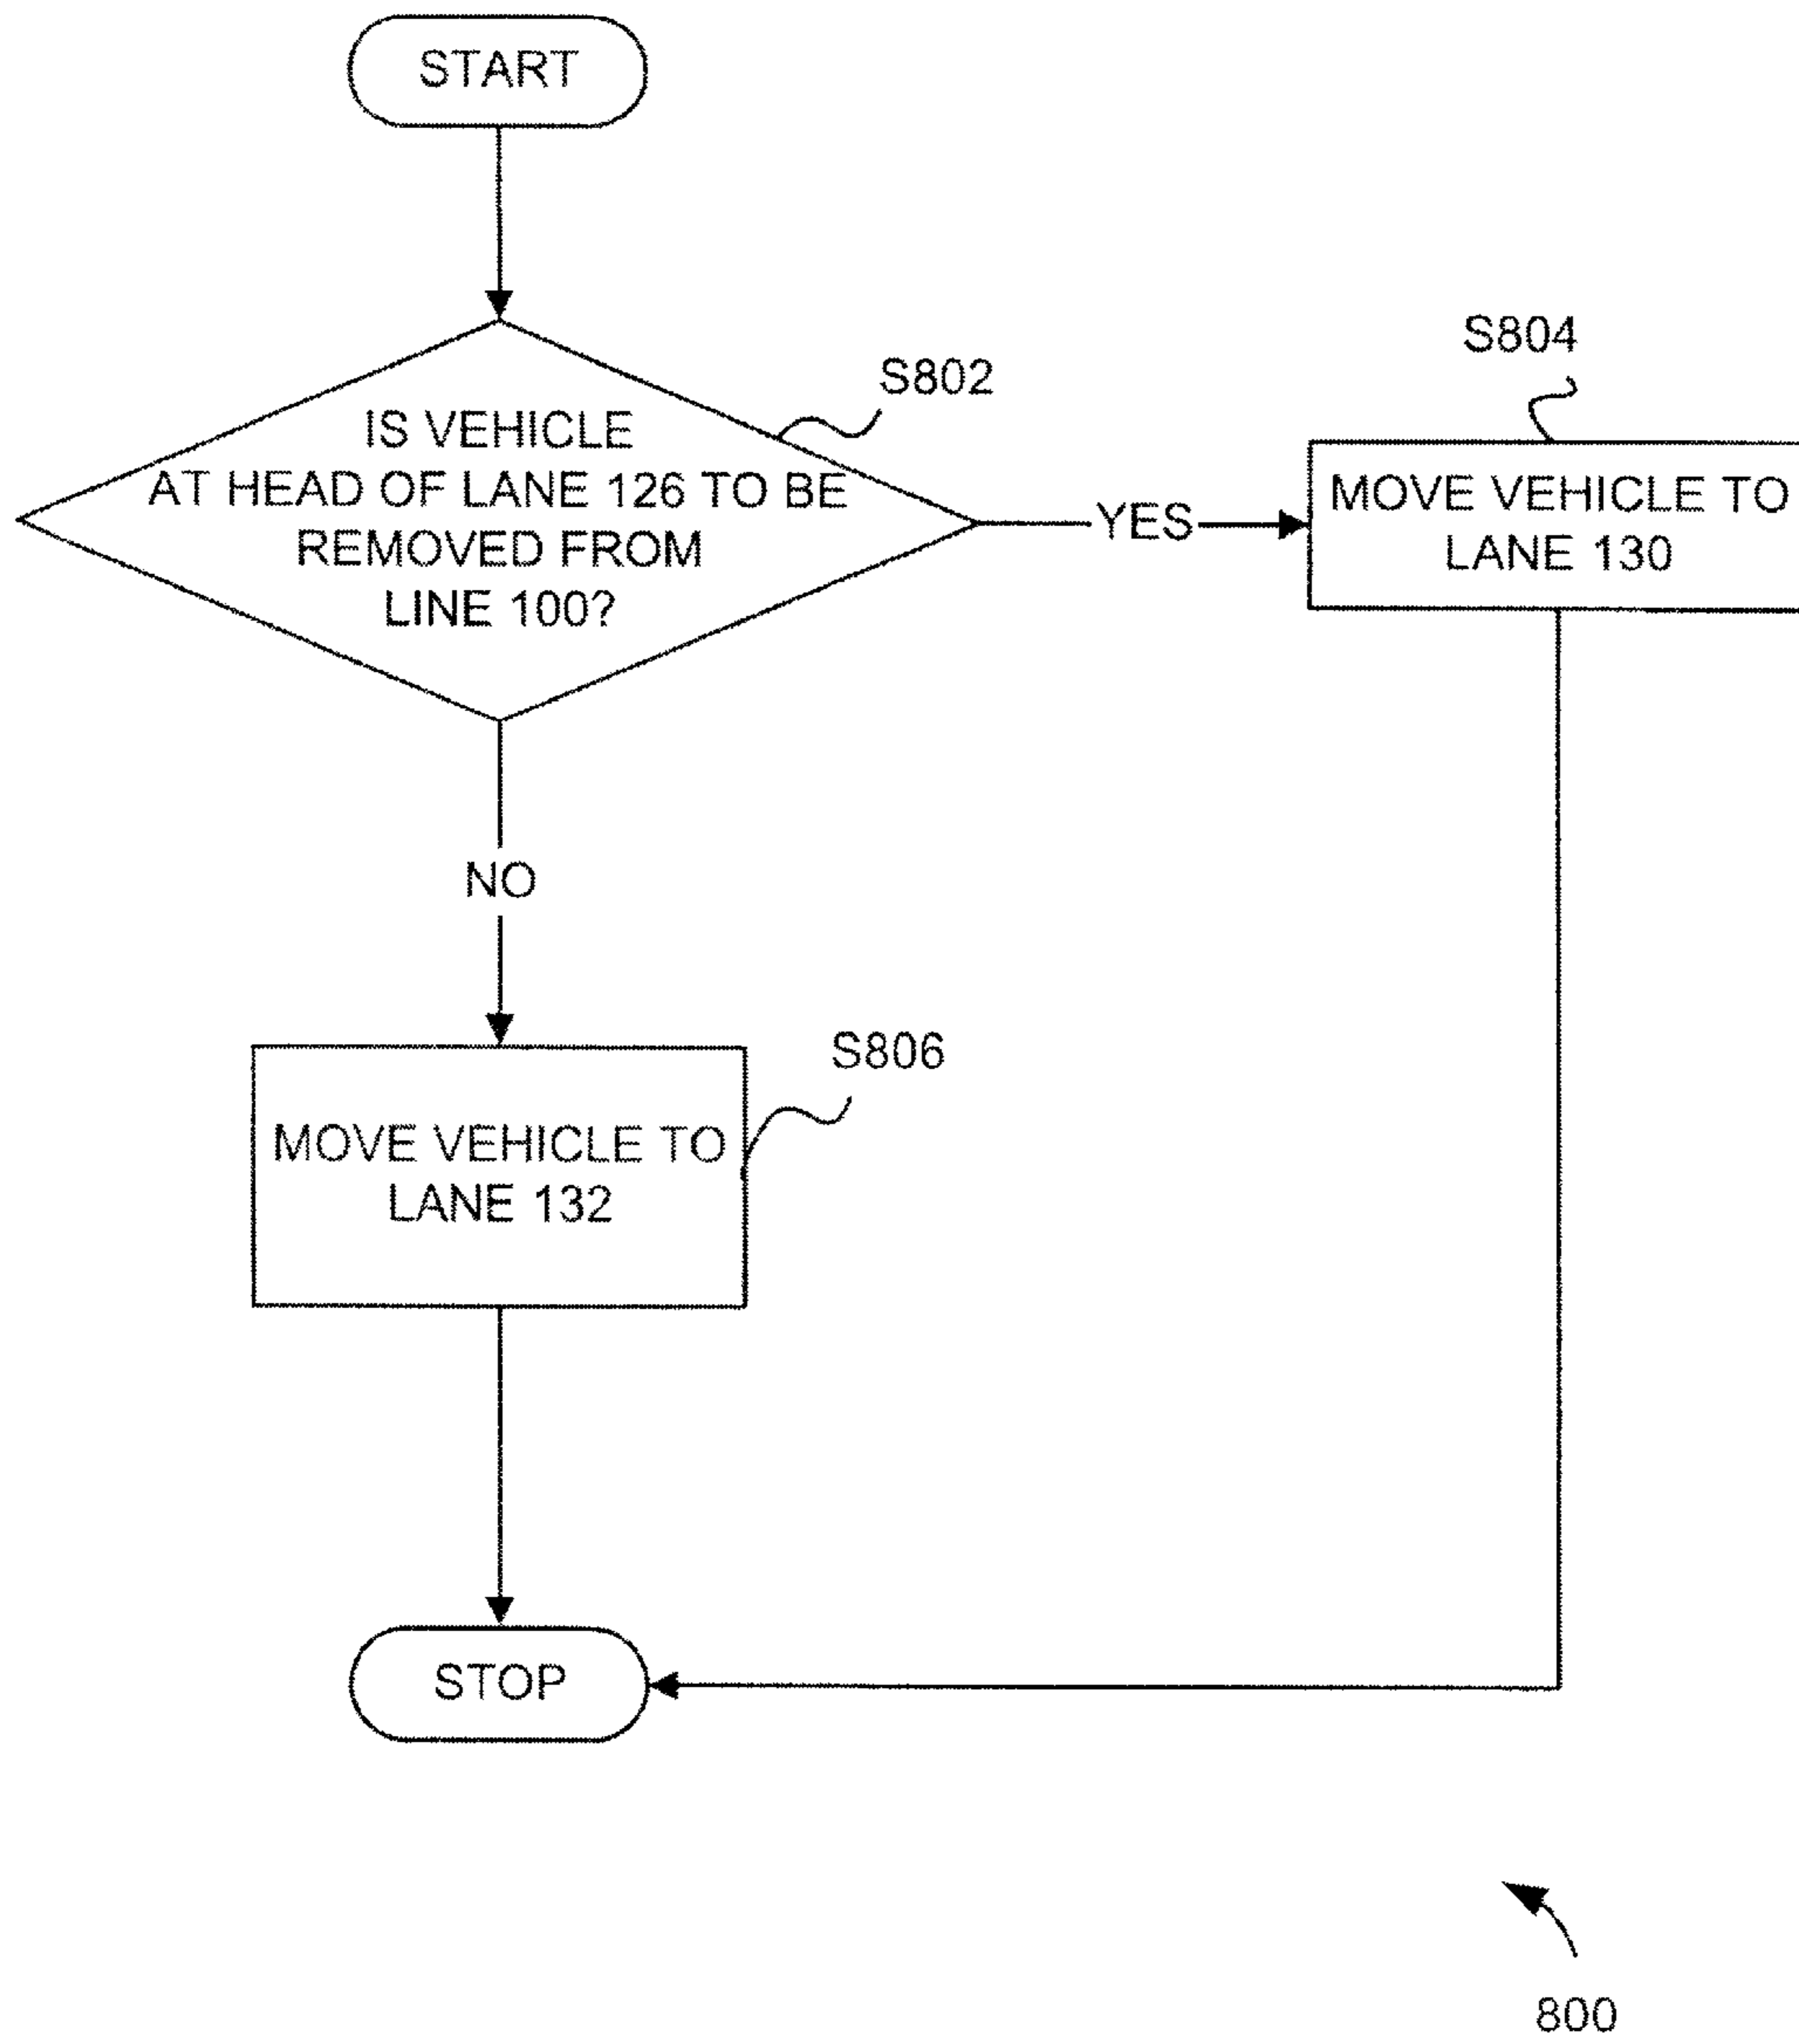 START
S802
IS VEHICLE
AT HEAD OF LANE 126 TO BE
REMOVED FROM
LINE 100?
YES
S804
MOVE VEHICLE TO
LANE 130
NO
S806
MOVE VEHICLE TO
LANE 132
STOP
800